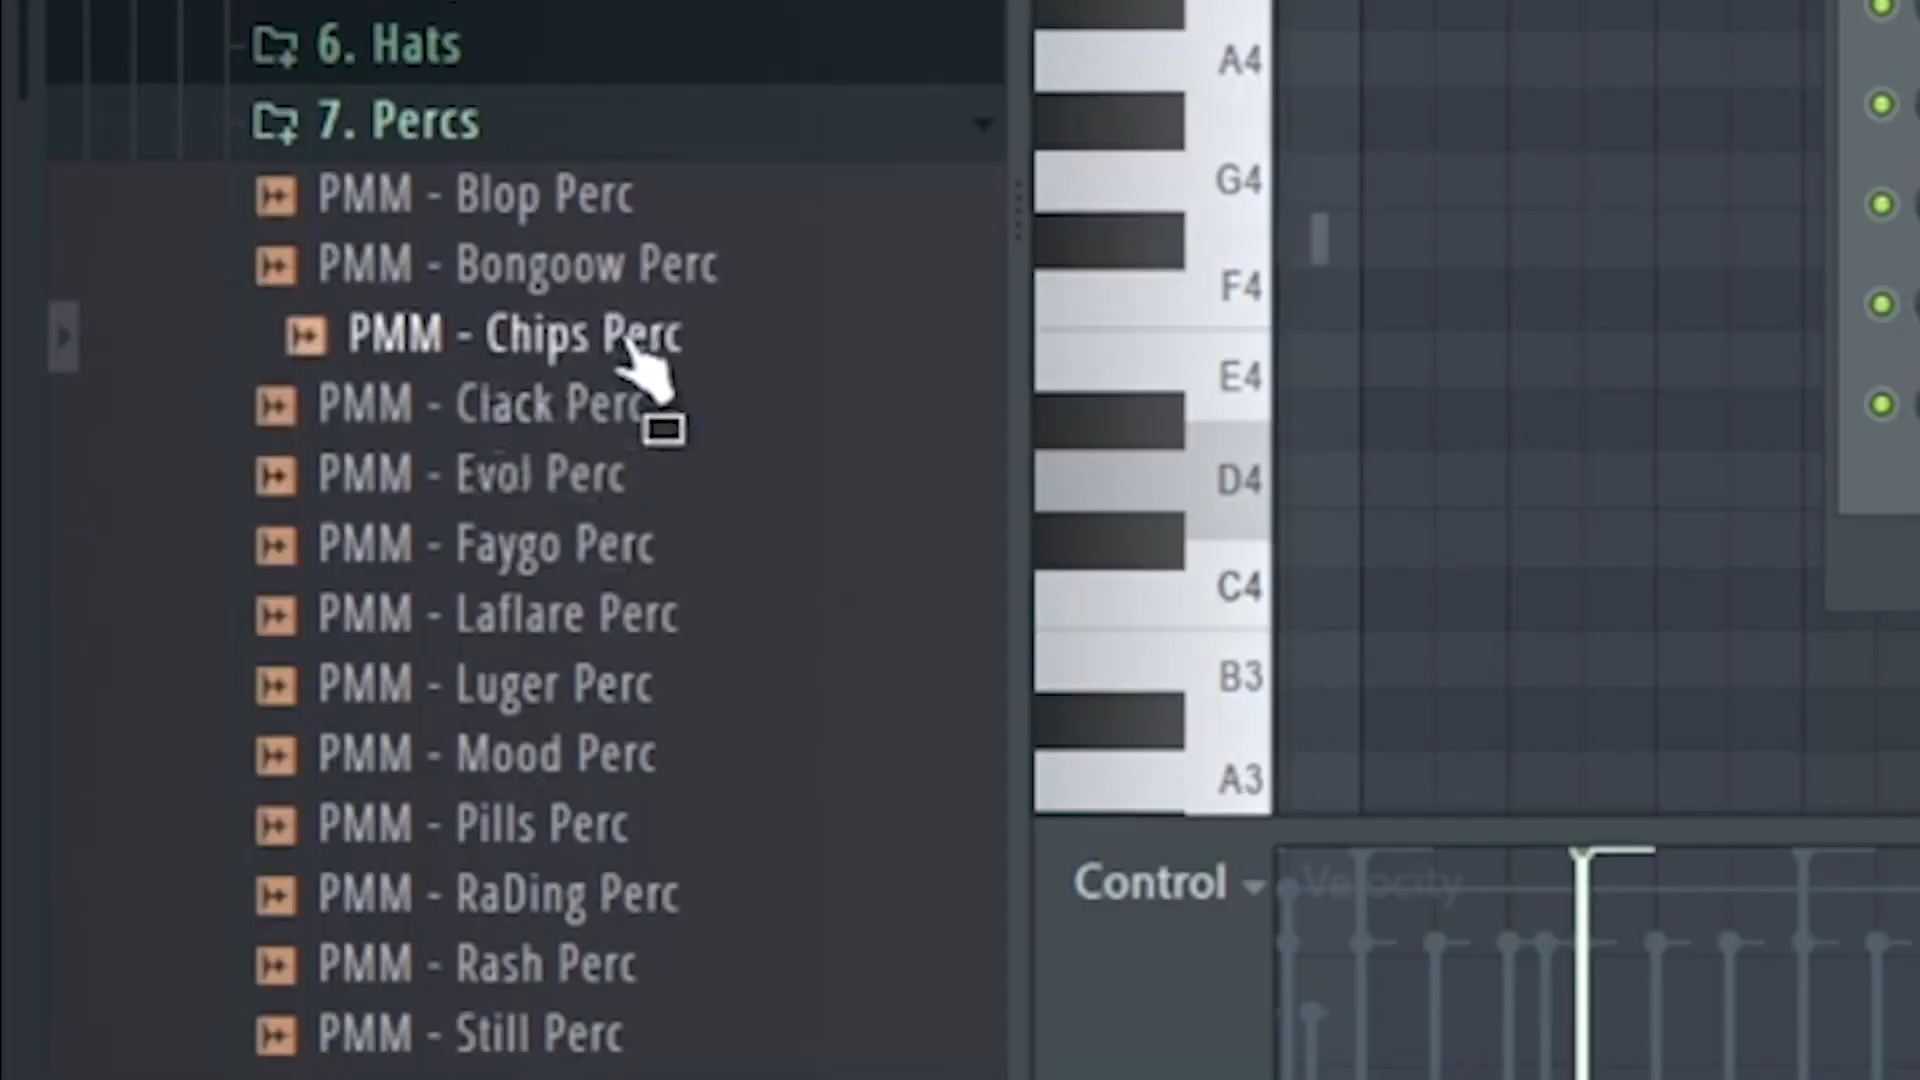 6. Hats
7. Percs
PMM - Blop Perc
PMM - Bongoow Perc
PMM - Chips Perc
PMM - Clack Perc
PMM - Evol Perc
PMM - Faygo Perc
PMM - Laflare Perc
PMM - Luger Perc
PMM - Mood Perc
PMM - Pills Perc
PMM - RaDing Perc
PMM - Rash Perc
PMM - Still Perc
A4
G4
F4
E4
D4
C4
B3
A3
Control
Velocity